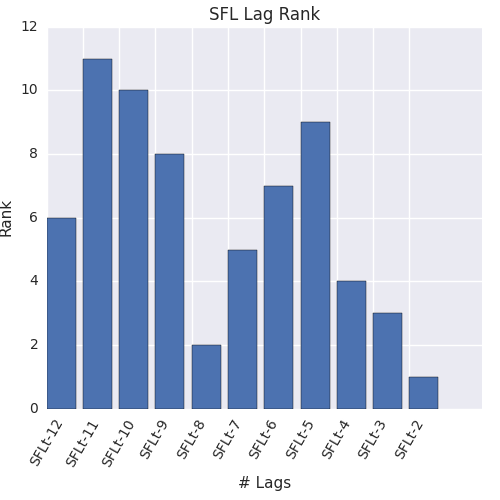 SFL Lag Rank
12
10
8
6
4
2
0
Rank
SFLt-12
SFLt-11
SFLt-10
SFLt-9
SFLt-8
SFLt-7
SFLt-6
SFLt-5
SFLt-4
SFLt-3
SFLt-2
# Lags